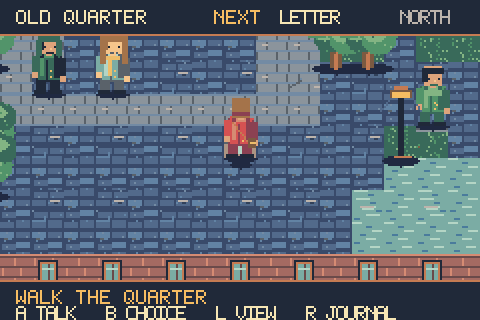 OLD QUARTER NEXT LETTER NORTH
WALK THE QUARTER
A TALK B CHOICE L VIEW R JOURNAL